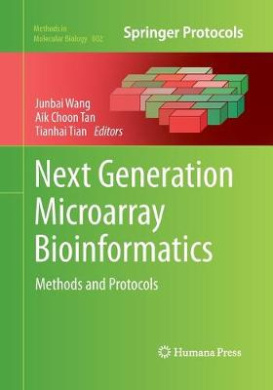 Methods in
Molecular Biology 802
Springer Protocols
Junbai Wang
Aik Choon Tan
Tianhai Tian Editors
Next Generation
Microarray
Bioinformatics
Methods and Protocols
Humana Press